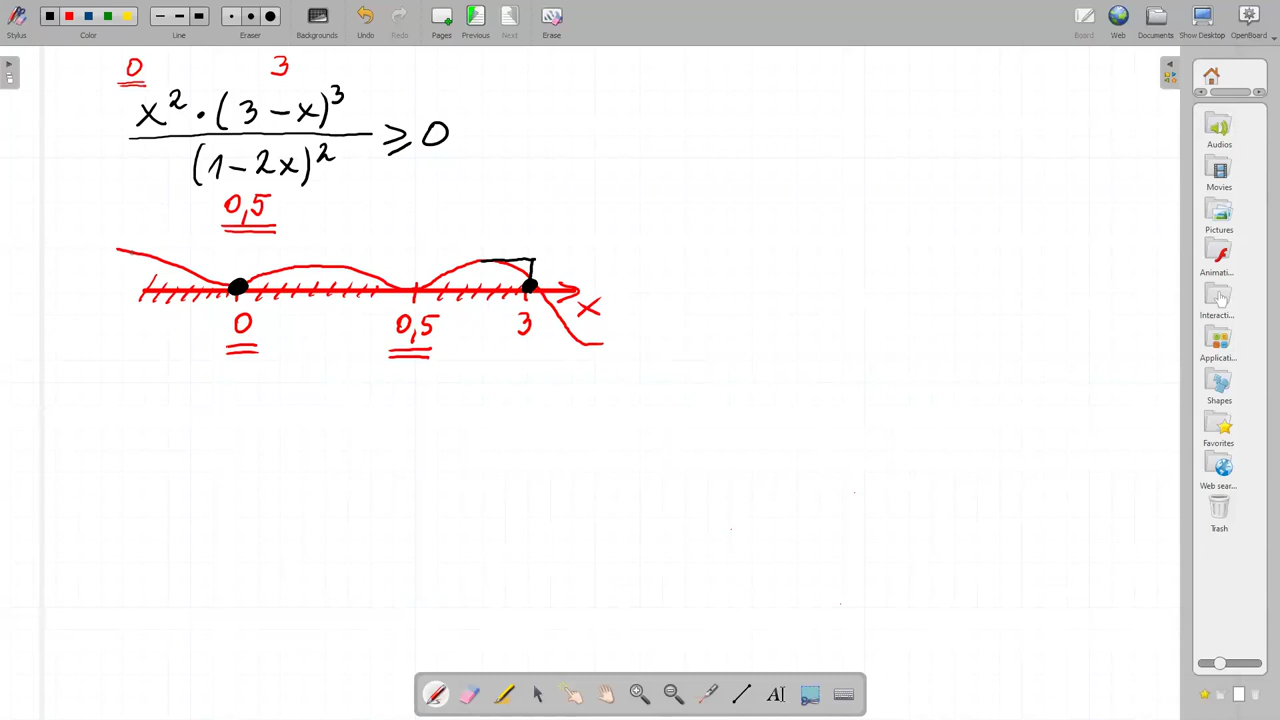 Stylus
Color
Line
Eraser
Backgrounds
Undo
Redo
Pages
Previous
Next
Erase
Board
Web
Documents
Show Desktop
OpenBoard
0 3
x² · (3 − x)³ / (1 − 2x)² ≥ 0
0,5
0 0,5 3 x
Audios
Movies
Pictures
Animati...
Interacti...
Applicati...
Shapes
Favorites
Web sear...
Trash